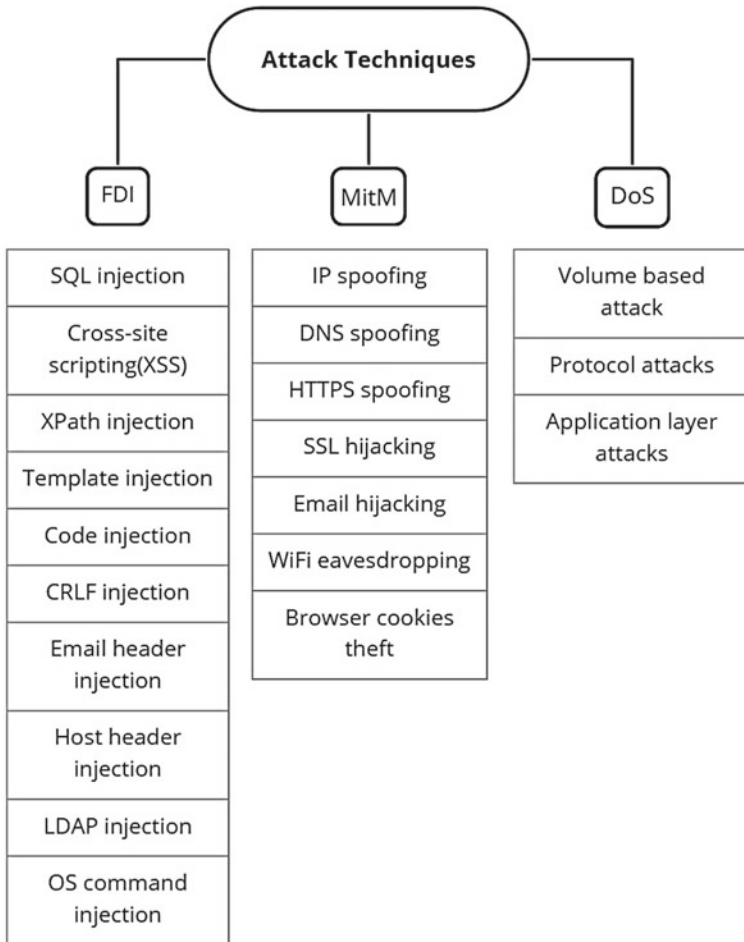 Attack Techniques
FDI
MitM
DoS
SQL injection
Cross-site
scripting(XSS)
XPath injection
Template injection
Code injection
CRLF injection
Email header
injection
Host header
injection
LDAP injection
OS command
injection
IP spoofing
DNS spoofing
HTTPS spoofing
SSL hijacking
Email hijacking
WiFi eavesdropping
Browser cookies
theft
Volume based
attack
Protocol attacks
Application layer
attacks